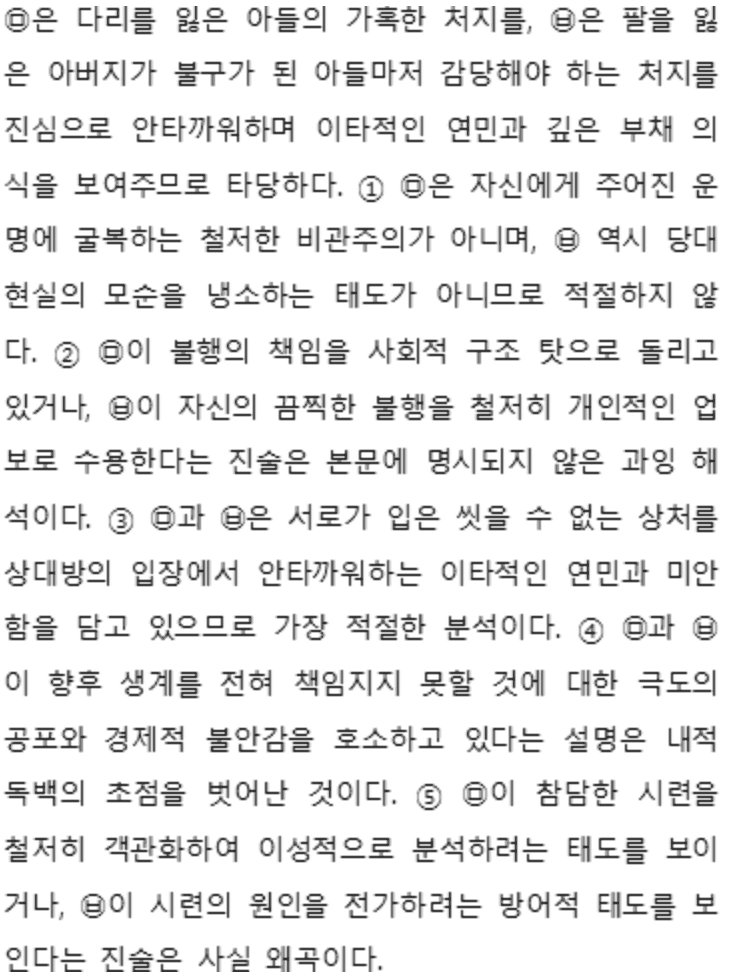 ㉤은 다리를 잃은 아들의 가혹한 처지를, ㉥은 팔을 잃
은 아버지가 불구가 된 아들마저 감당해야 하는 처지를
진심으로 안타까워하며 이타적인 연민과 깊은 부채 의
식을 보여주므로 타당하다. ① ㉤은 자신에게 주어진 운
명에 굴복하는 철저한 비관주의가 아니며, ㉥ 역시 당대
현실의 모순을 냉소하는 태도가 아니므로 적절하지 않
다. ② ㉤이 불행의 책임을 사회적 구조 탓으로 돌리고
있거나, ㉥이 자신의 끔찍한 불행을 철저히 개인적인 업
보로 수용한다는 진술은 본문에 명시되지 않은 과잉 해
석이다. ③ ㉤과 ㉥은 서로가 입은 씻을 수 없는 상처를
상대방의 입장에서 안타까워하는 이타적인 연민과 미안
함을 담고 있으므로 가장 적절한 분석이다. ④ ㉤과 ㉥
이 향후 생계를 전혀 책임지지 못할 것에 대한 극도의
공포와 경제적 불안감을 호소하고 있다는 설명은 내적
독백의 초점을 벗어난 것이다. ⑤ ㉤이 참담한 시련을
철저히 객관화하여 이성적으로 분석하려는 태도를 보이
거나, ㉥이 시련의 원인을 전가하려는 방어적 태도를 보
인다는 진술은 사실 왜곡이다.